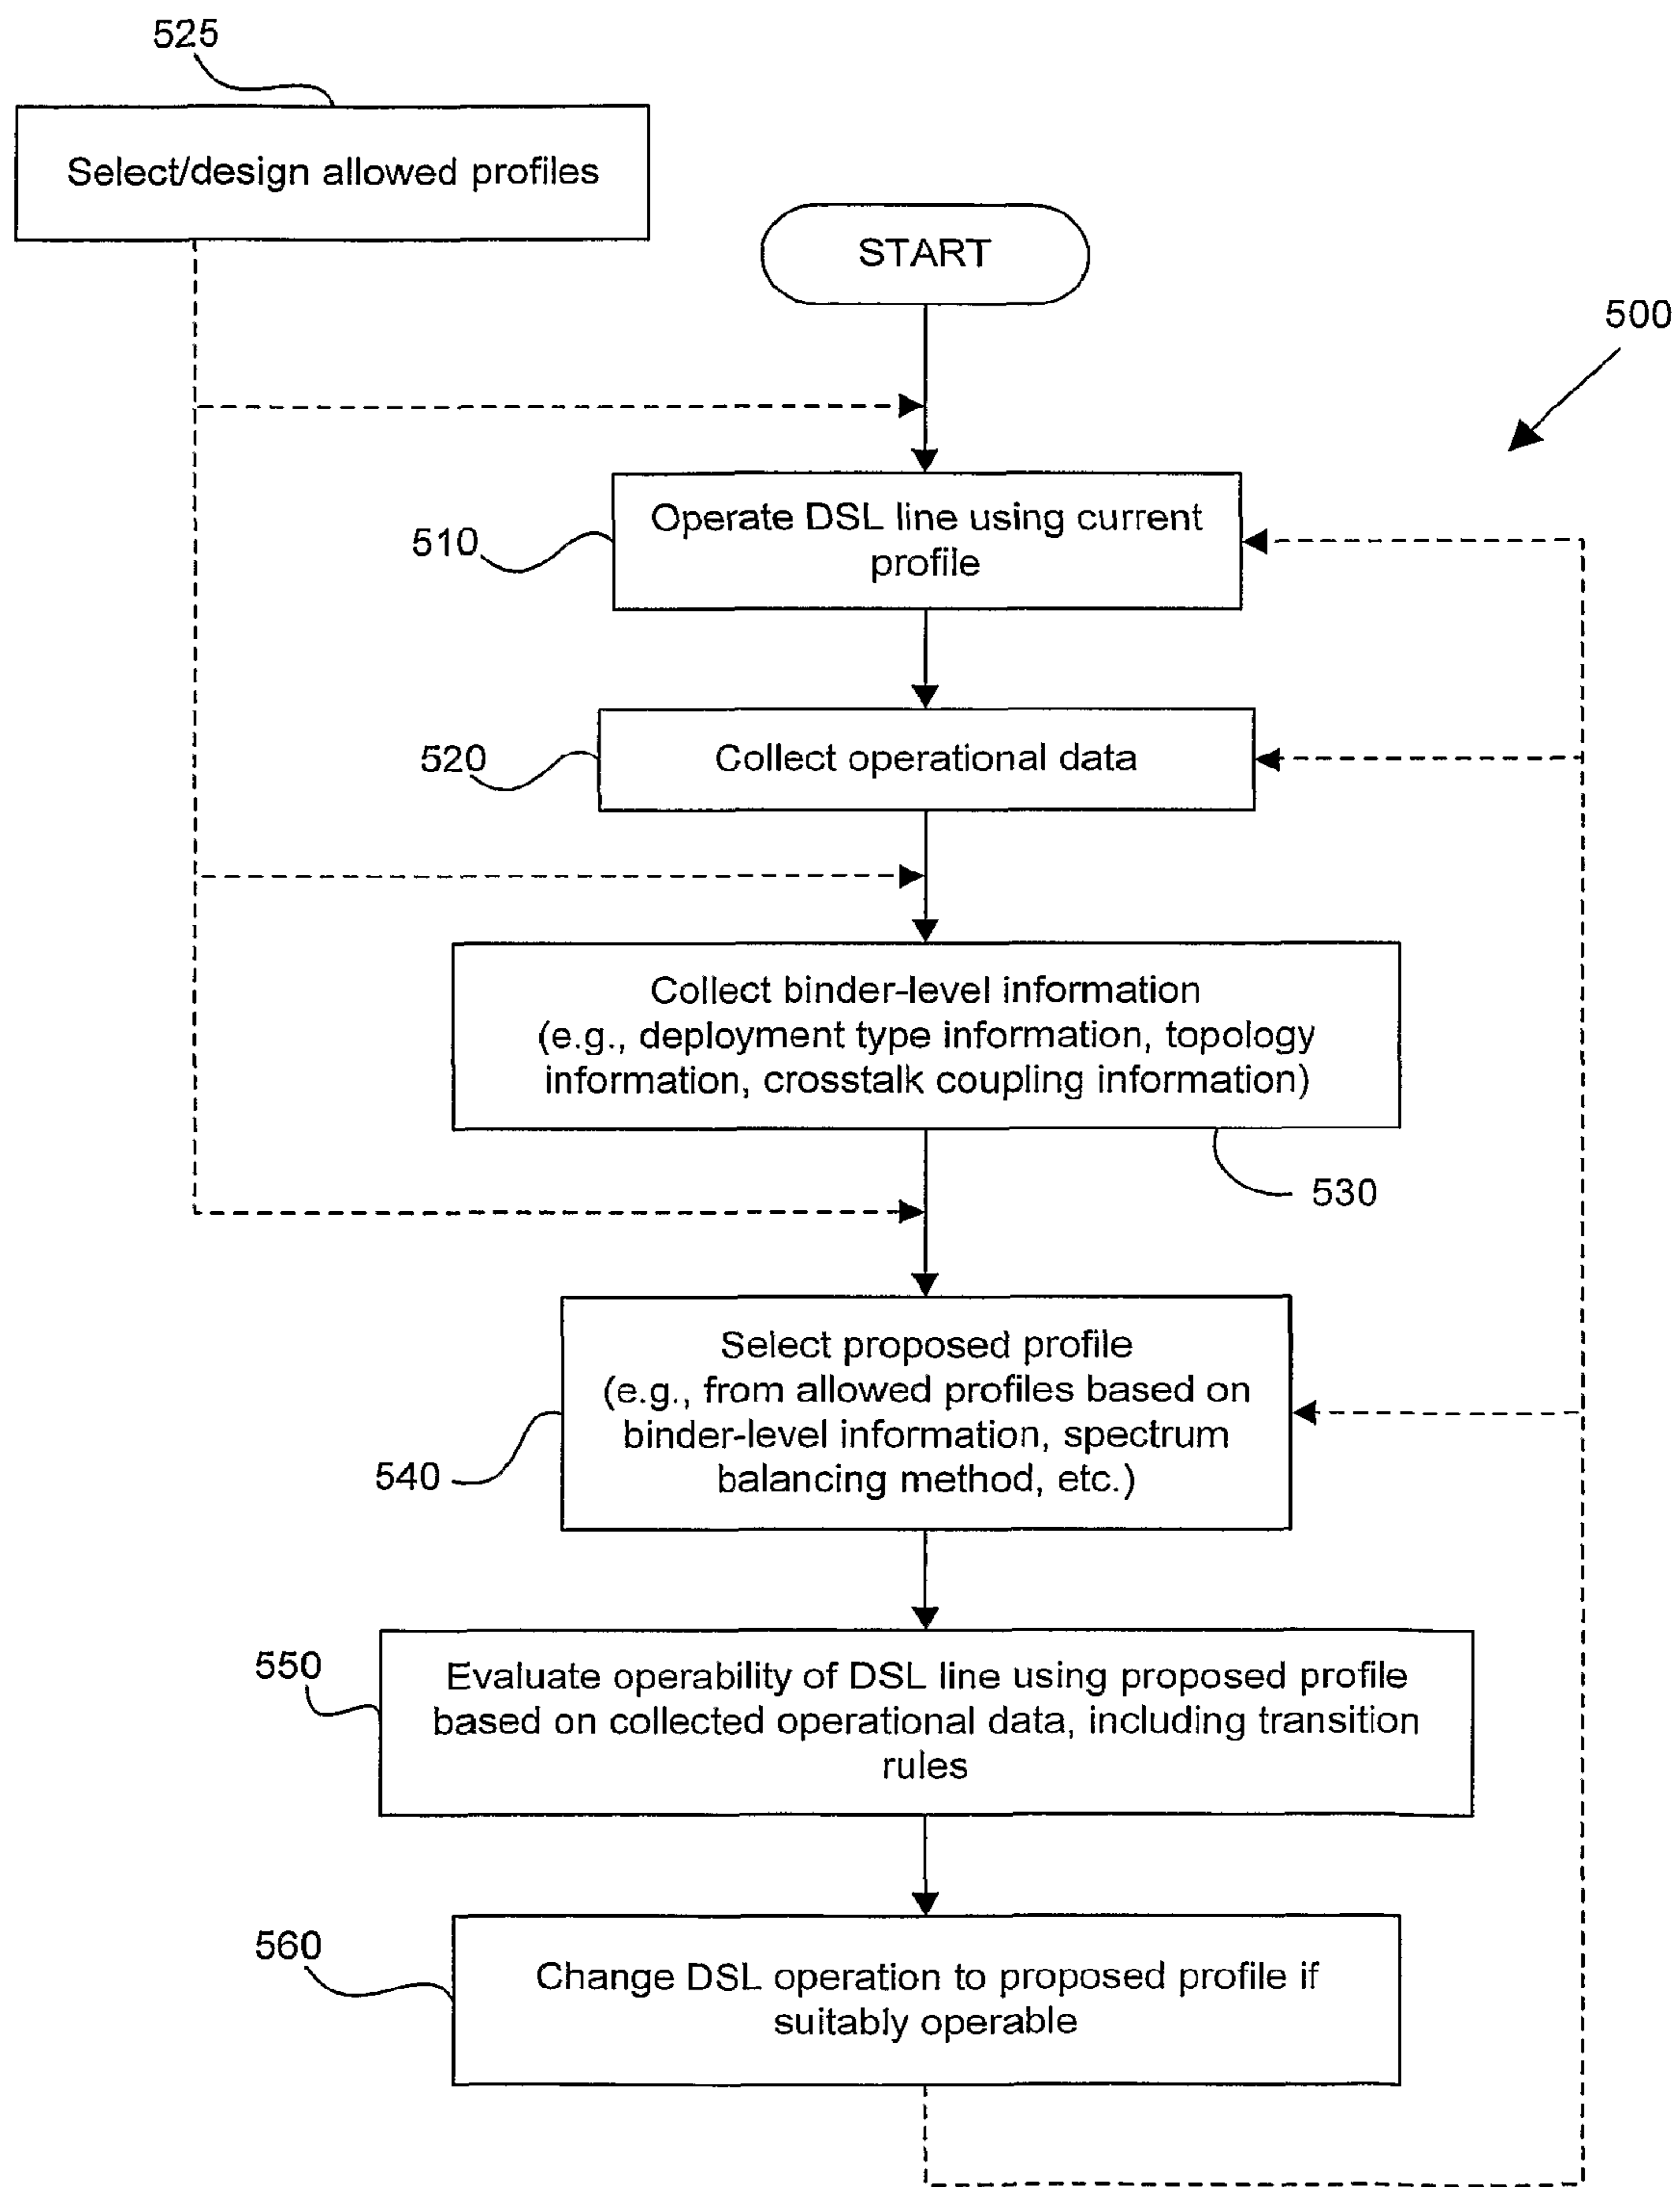 525
Select/design allowed profiles
START
500
510
Operate DSL line using current
profile
520
Collect operational data
Collect binder-level information
(e.g., deployment type information, topology
information, crosstalk coupling information)
530
Select proposed profile
(e.g., from allowed profiles based on
binder-level information, spectrum
balancing method, etc.)
540
550
Evaluate operability of DSL line using proposed profile
based on collected operational data, including transition
rules
560
Change DSL operation to proposed profile if
suitably operable